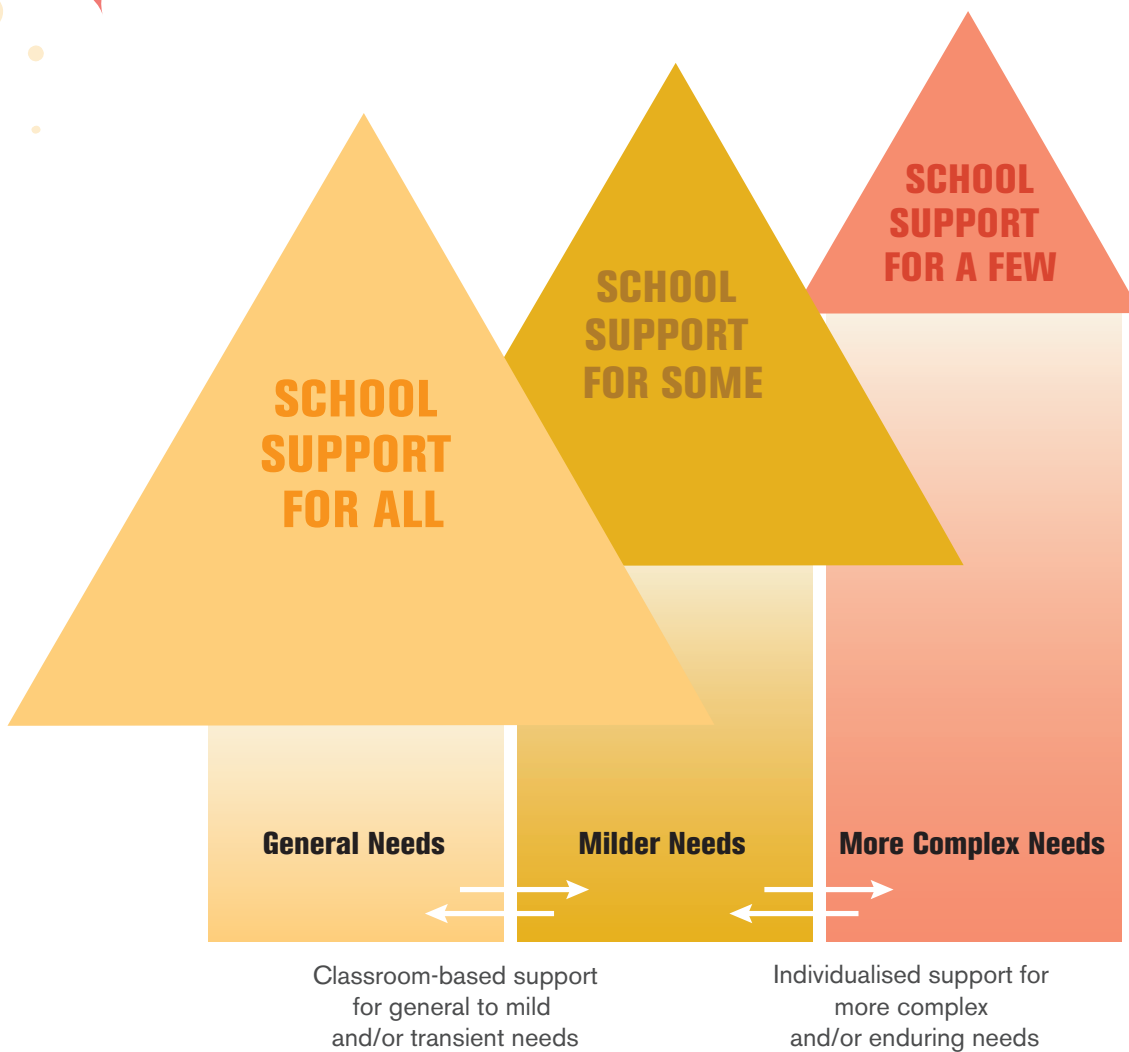 SCHOOL
SUPPORT
FOR ALL
SCHOOL
SUPPORT
FOR SOME
SCHOOL
SUPPORT
FOR A FEW
General Needs
Milder Needs
More Complex Needs
Classroom-based support
for general to mild
and/or transient needs
Individualised support for
more complex
and/or enduring needs